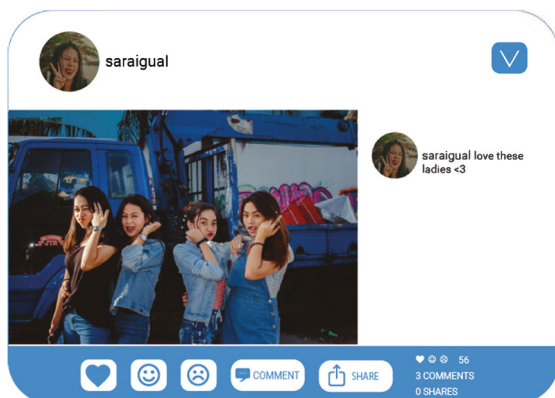 saraigual
saraigual love these
ladies <3
COMMENT
SHARE
56
3 COMMENTS
0 SHARES